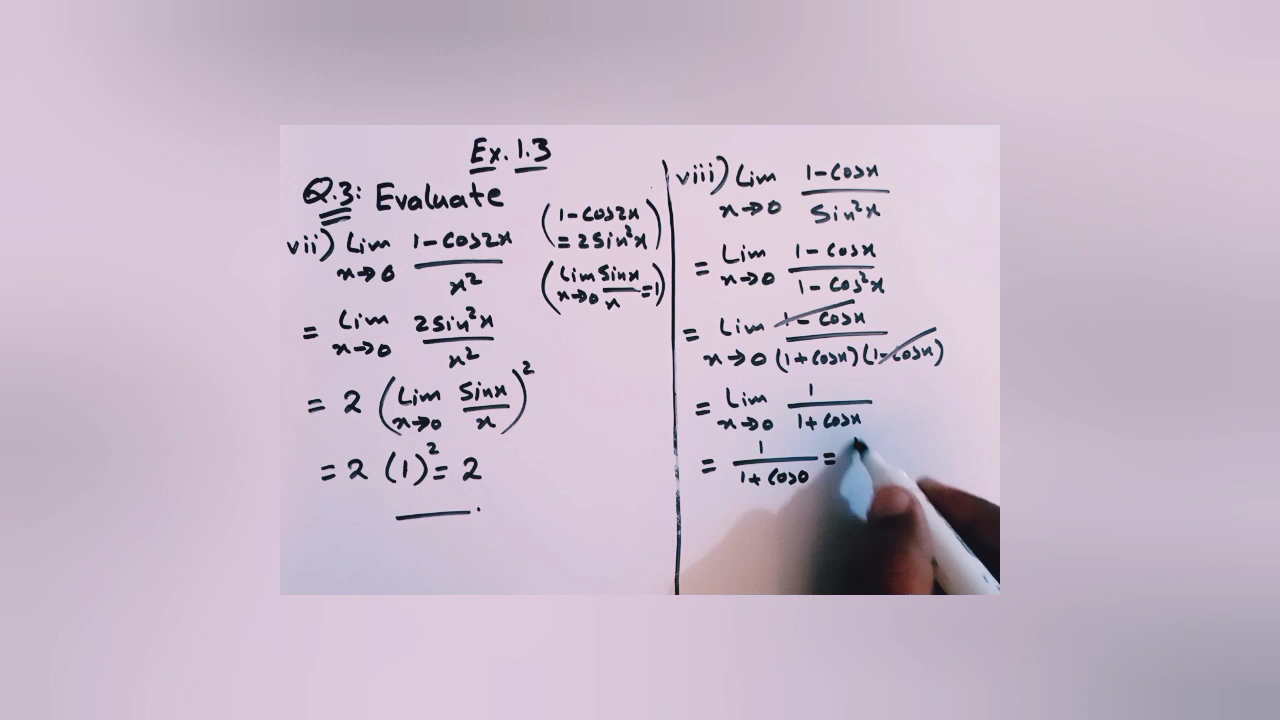 Ex. 1.3
Q.3: Evaluate
vii) Lim x→0 1-Cos2x / x²
(1-Cos2x = 2Sin²x)
(Lim x→0 Sinx / x = 1)
= Lim x→0 2Sin²x / x²
= 2 (Lim x→0 Sinx / x)²
= 2 (1)² = 2
viii) Lim x→0 1-Cosx / Sin²x
= Lim x→0 1-Cosx / 1-Cos²x
= Lim x→0 1-Cosx / (1+Cosx)(1-Cosx)
= Lim x→0 1 / 1+Cosx
= 1 / 1+Cos0 =